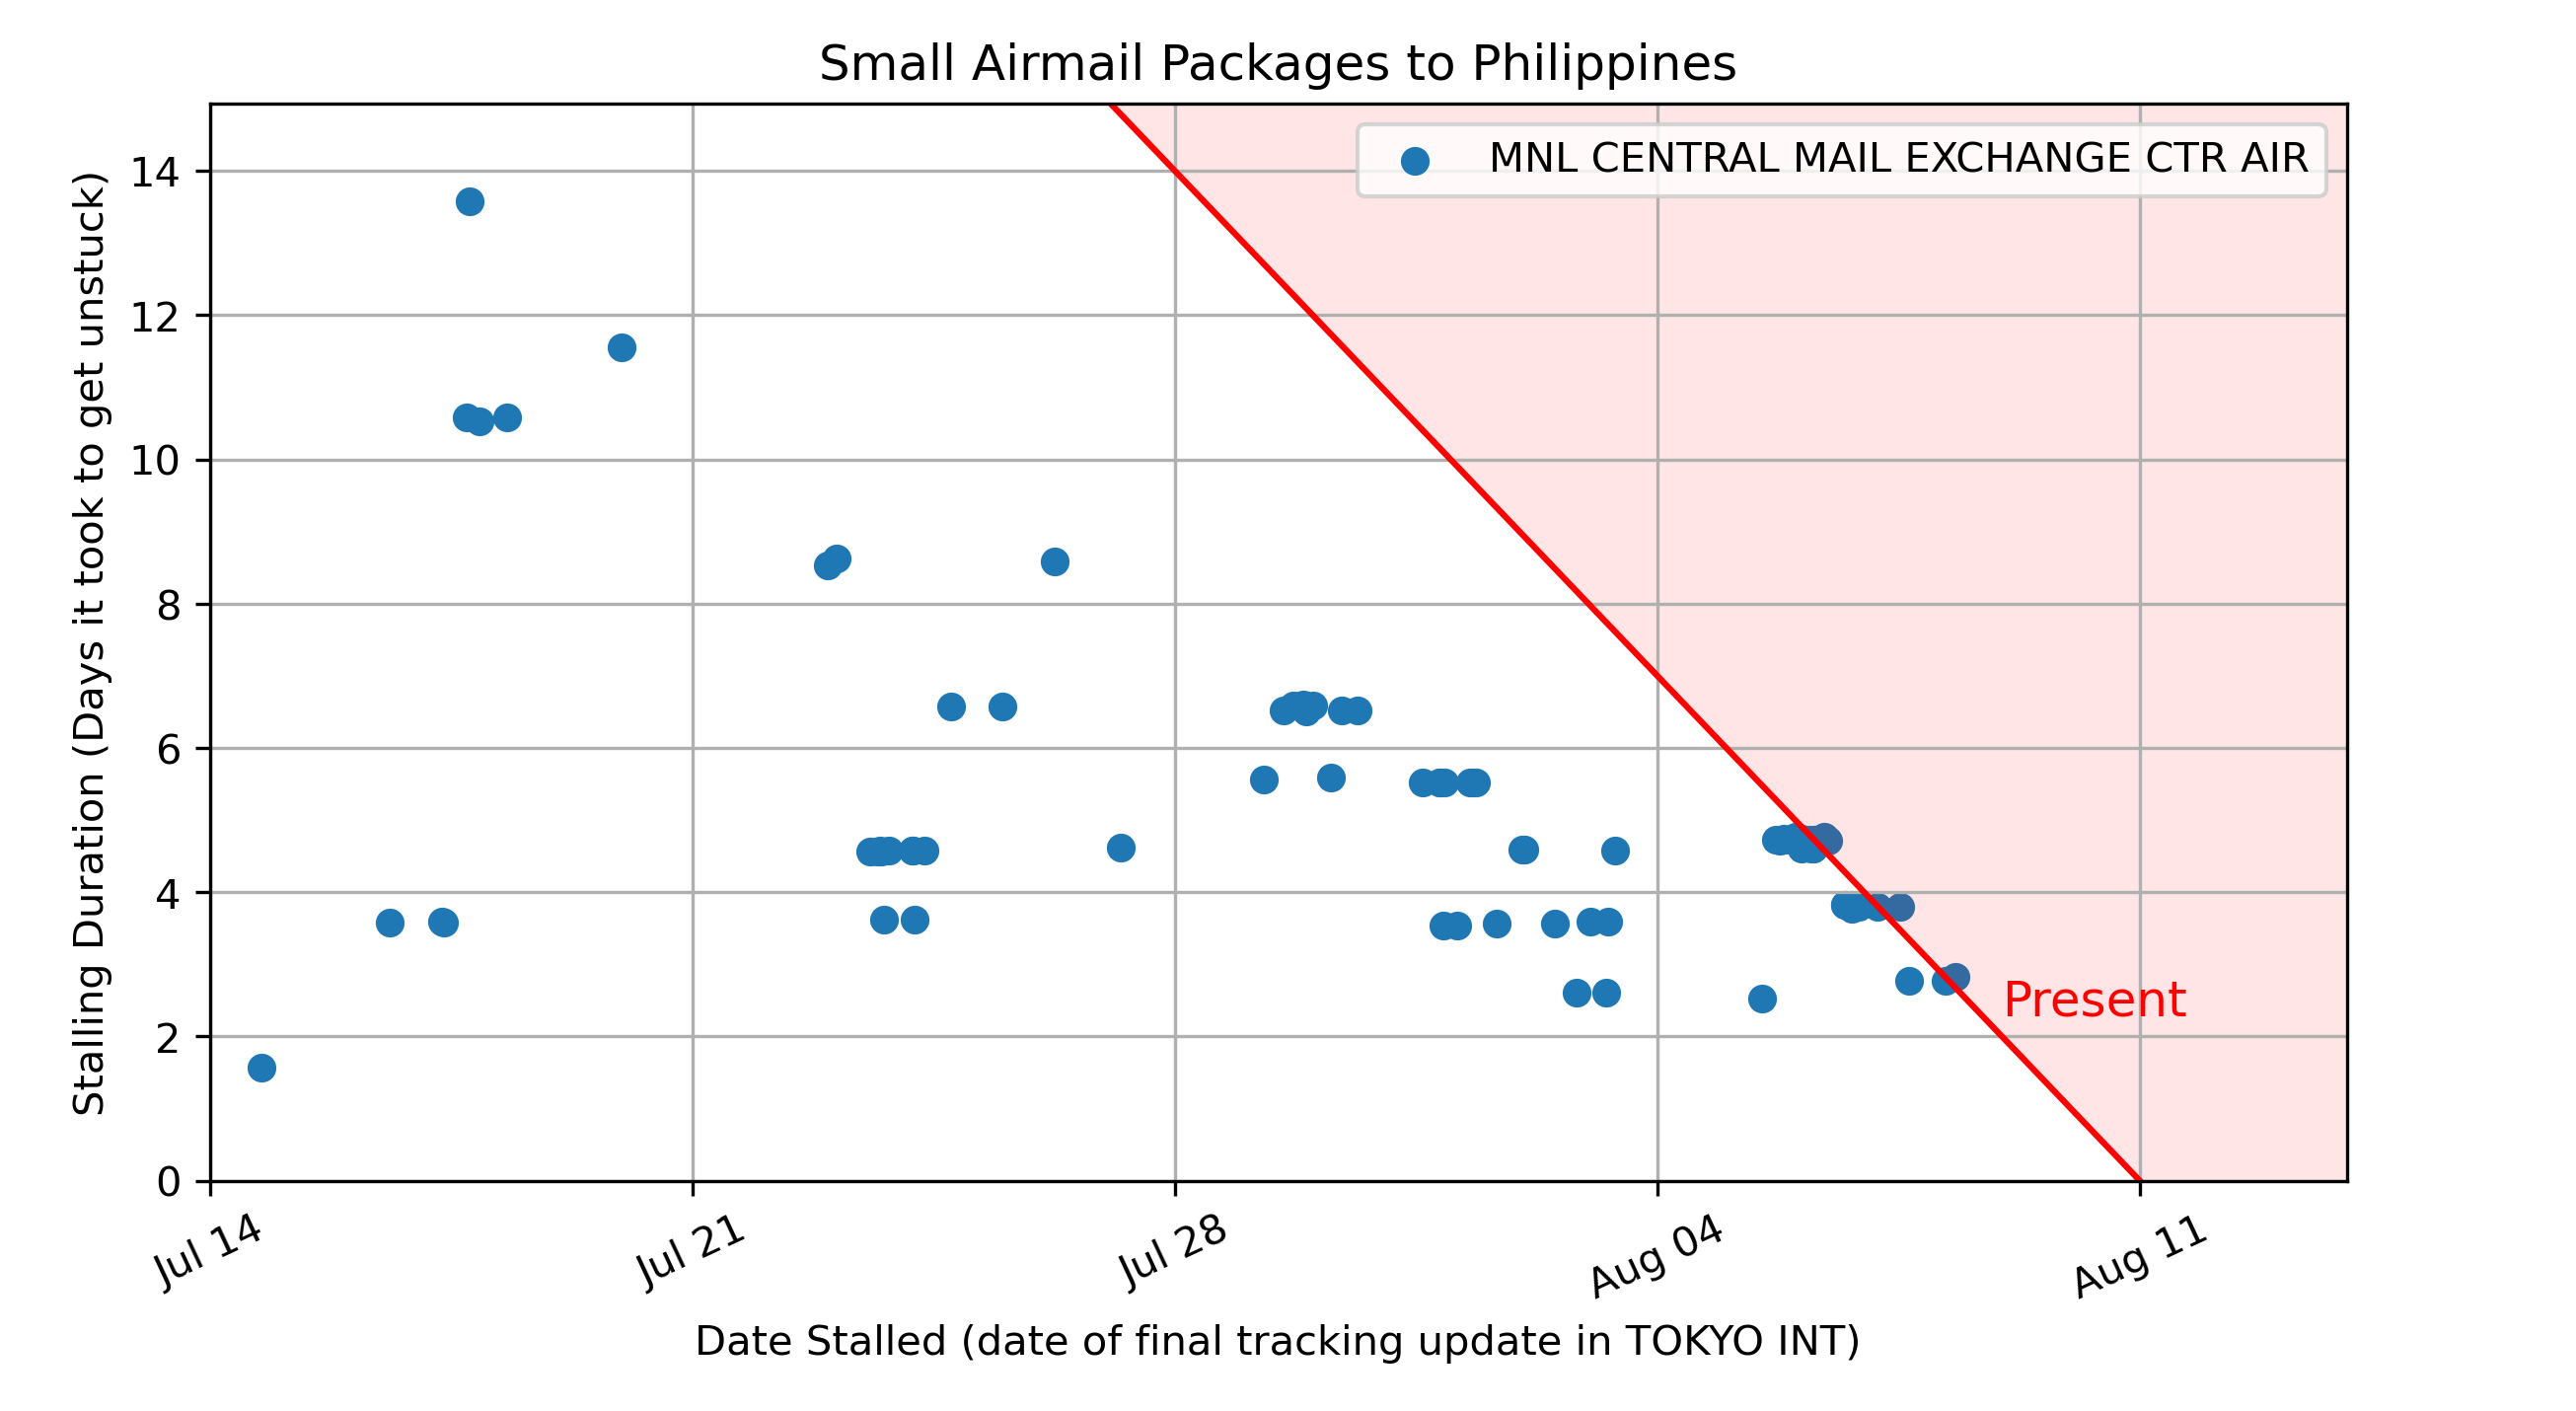 Small Airmail Packages to Philippines
MNL CENTRAL MAIL EXCHANGE CTR AIR
Stalling Duration (Days it took to get unstuck)
14
12
10
8
6
4
2
0
Present
Jul 14
Jul 21
Jul 28
Aug 04
Aug 11
Date Stalled (date of final tracking update in TOKYO INT)